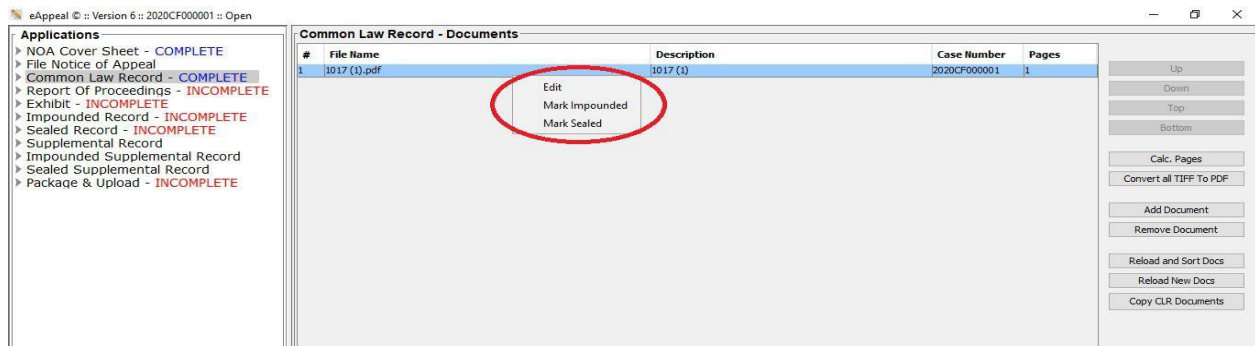 eAppeal © :: Version 6 :: 2020CF000001 :: Open
Applications
NOA Cover Sheet - COMPLETE
File Notice of Appeal
Common Law Record - COMPLETE
Report Of Proceedings - INCOMPLETE
Exhibit - INCOMPLETE
Impounded Record - INCOMPLETE
Sealed Record - INCOMPLETE
Supplemental Record
Impounded Supplemental Record
Sealed Supplemental Record
Package & Upload - INCOMPLETE
Common Law Record - Documents
# File Name Description Case Number Pages
1 1017 (1).pdf 1017 (1) 2020CF000001 1
Edit
Mark Impounded
Mark Sealed
Up
Down
Top
Bottom
Calc. Pages
Convert all TIFF To PDF
Add Document
Remove Document
Reload and Sort Docs
Reload New Docs
Copy CLR Documents